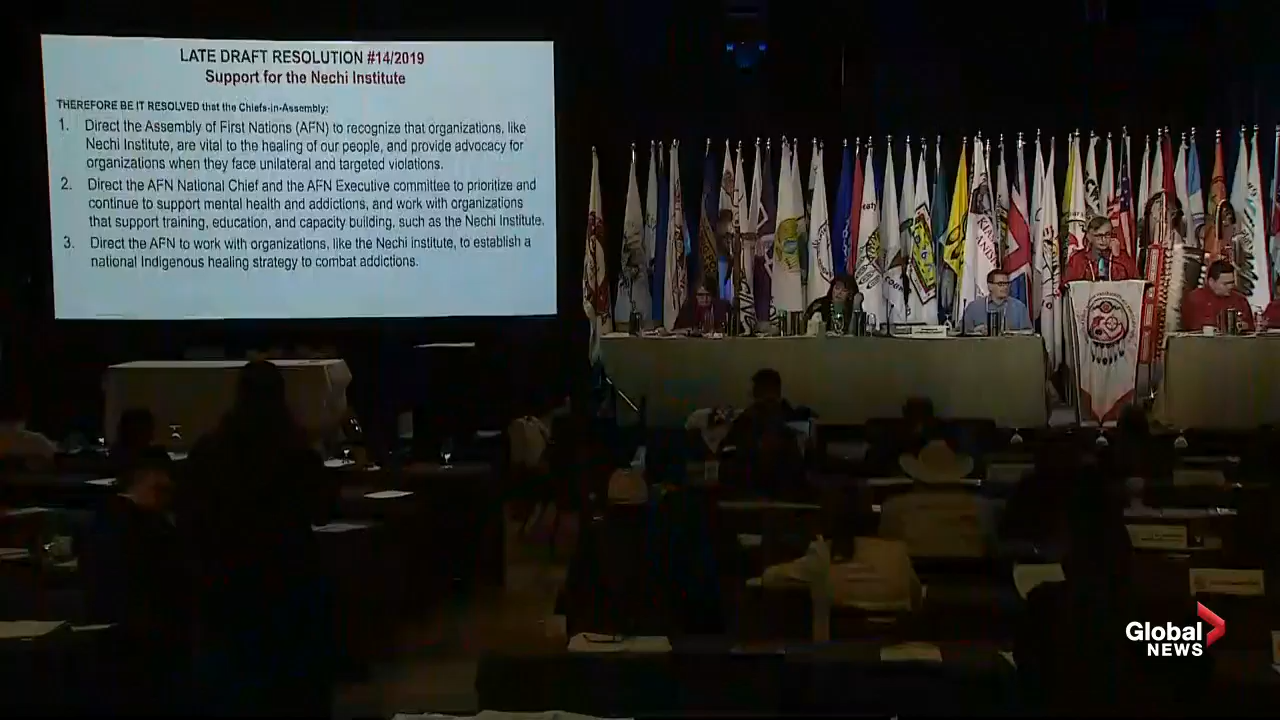 LATE DRAFT RESOLUTION #14/2019
Support for the Nechi Institute
THEREFORE BE IT RESOLVED that the Chiefs-in-Assembly:
1. Direct the Assembly of First Nations (AFN) to recognize that organizations, like
Nechi Institute, are vital to the healing of our people, and provide advocacy for
organizations when they face unilateral and targeted violations.
2. Direct the AFN National Chief and the AFN Executive committee to prioritize and
continue to support mental health and addictions, and work with organizations
that support training, education, and capacity building, such as the Nechi Institute.
3. Direct the AFN to work with organizations, like the Nechi Institute, to establish a
national Indigenous healing strategy to combat addictions.
Global
NEWS